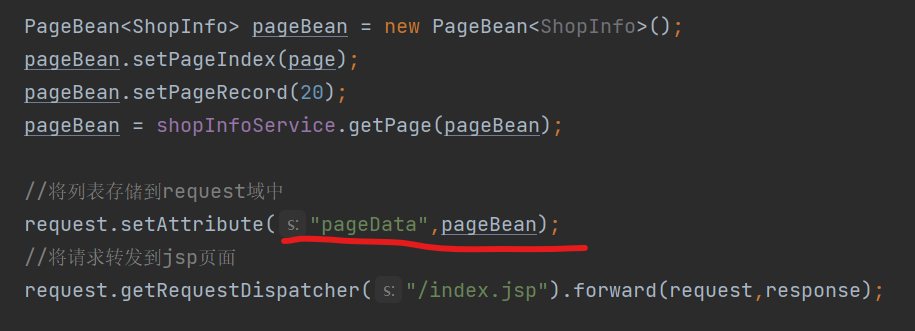 PageBean<ShopInfo> pageBean = new PageBean<ShopInfo>();
pageBean.setPageIndex(page);
pageBean.setPageRecord(20);
pageBean = shopInfoService.getPage(pageBean);
//将列表存储到request域中
request.setAttribute( s: "pageData",pageBean);
//将请求转发到jsp页面
request.getRequestDispatcher( s: "/index.jsp").forward(request,response);